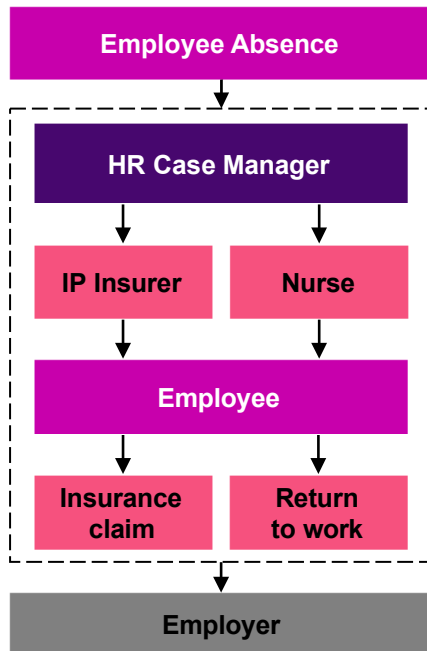 Employee Absence
HR Case Manager
IP Insurer
Nurse
Employee
Insurance
claim
Return
to work
Employer